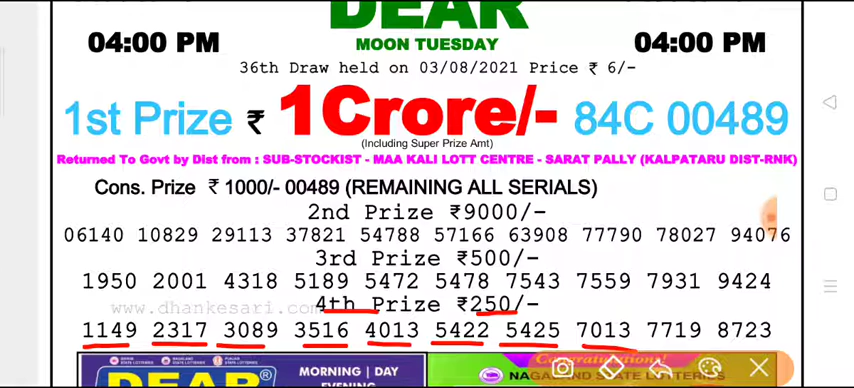 DEAR
04:00 PM
MOON TUESDAY
04:00 PM
36th Draw held on 03/08/2021 Price ₹ 6/-
1st Prize ₹ 1Crore/- 84C 00489
(Including Super Prize Amt)
Returned To Govt by Dist from : SUB-STOCKIST - MAA KALI LOTT CENTRE - SARAT PALLY (KALPATARU DIST-RNK)
Cons. Prize ₹ 1000/- 00489 (REMAINING ALL SERIALS)
2nd Prize ₹9000/-
06140 10829 29113 37821 54788 57166 63908 77790 78027 94076
3rd Prize ₹500/-
1950 2001 4318 5189 5472 5478 7543 7559 7931 9424
www.dhankesari.com
4th Prize ₹250/-
1149 2317 3089 3516 4013 5422 5425 7013 7719 8723
DEAR®
MORNING | DAY
EVENING
Congratulations!
NAGALAND STATE LOTTERIES